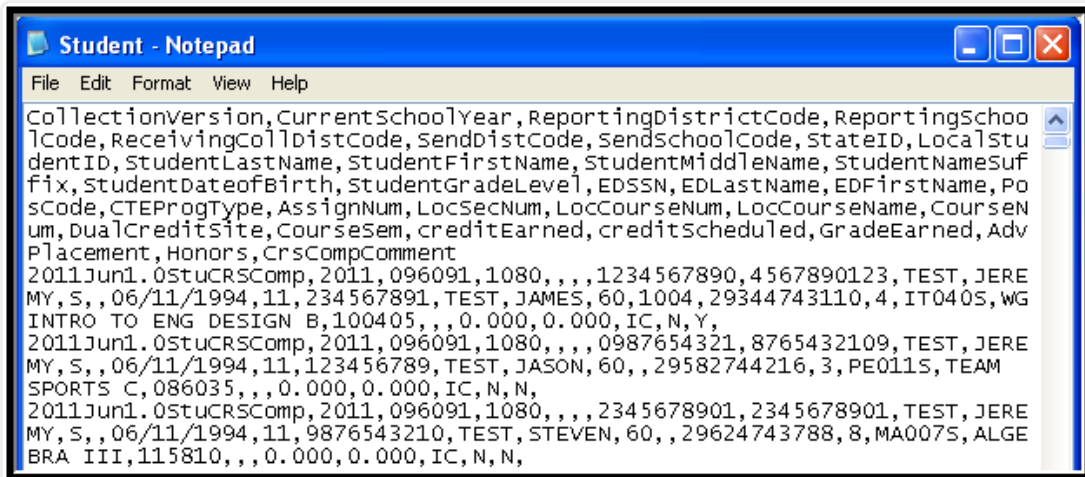 Student - Notepad
File Edit Format View Help
CollectionVersion,CurrentSchoolYear,ReportingDistrictCode,ReportingSchoo
lCode,ReceivingCollDistCode,SendDistCode,SendSchoolCode,StateID,LocalStu
dentID,StudentLastName,StudentFirstName,StudentMiddleName,StudentNameSuf
fix,StudentDateofBirth,StudentGradeLevel,EDSSN,EDLastName,EDFirstName,Po
sCode,CTEProgType,AssignNum,LocSecNum,LocCourseNum,LocCourseName,CourseN
um,DualCreditSite,CourseSem,creditEarned,creditScheduled,GradeEarned,Adv
Placement,Honors,CrsCompComment
2011Jun1.0StuCRSComp,2011,096091,1080,,,,1234567890,4567890123,TEST,JERE
MY,S,,06/11/1994,11,234567891,TEST,JAMES,60,1004,29344743110,4,IT040S,WG
INTRO TO ENG DESIGN B,100405,,,0.000,0.000,IC,N,Y,
2011Jun1.0StuCRSComp,2011,096091,1080,,,,0987654321,8765432109,TEST,JERE
MY,S,,06/11/1994,11,123456789,TEST,JASON,60,,29582744216,3,PE011S,TEAM
SPORTS C,086035,,,0.000,0.000,IC,N,N,
2011Jun1.0StuCRSComp,2011,096091,1080,,,,2345678901,2345678901,TEST,JERE
MY,S,,06/11/1994,11,9876543210,TEST,STEVEN,60,,29624743788,8,MA007S,ALGE
BRA III,115810,,,0.000,0.000,IC,N,N,